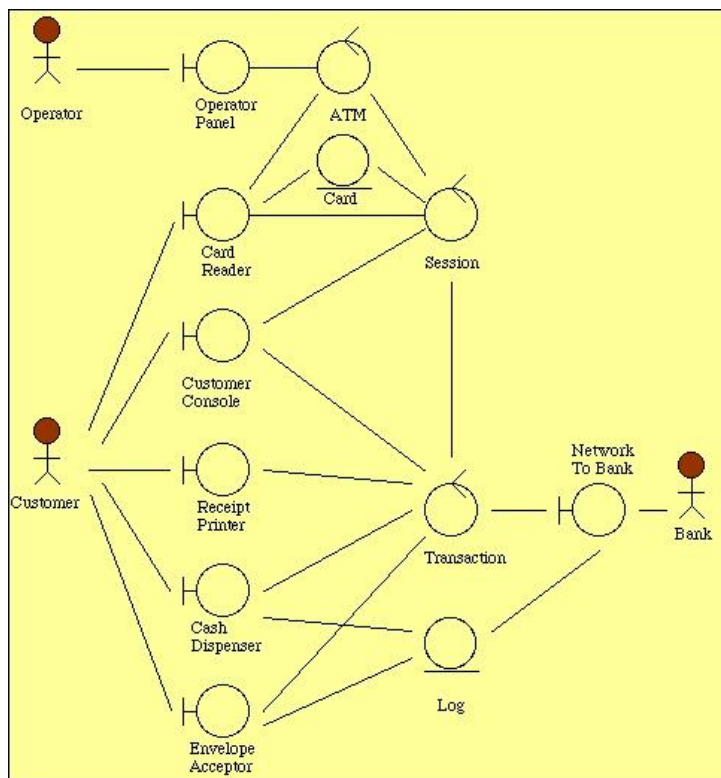 Operator
Operator
Panel
ATM
Card
Card
Reader
Session
Customer
Console
Network
To Bank
Customer
Receipt
Printer
Transaction
Bank
Cash
Dispenser
Log
Envelope
Acceptor